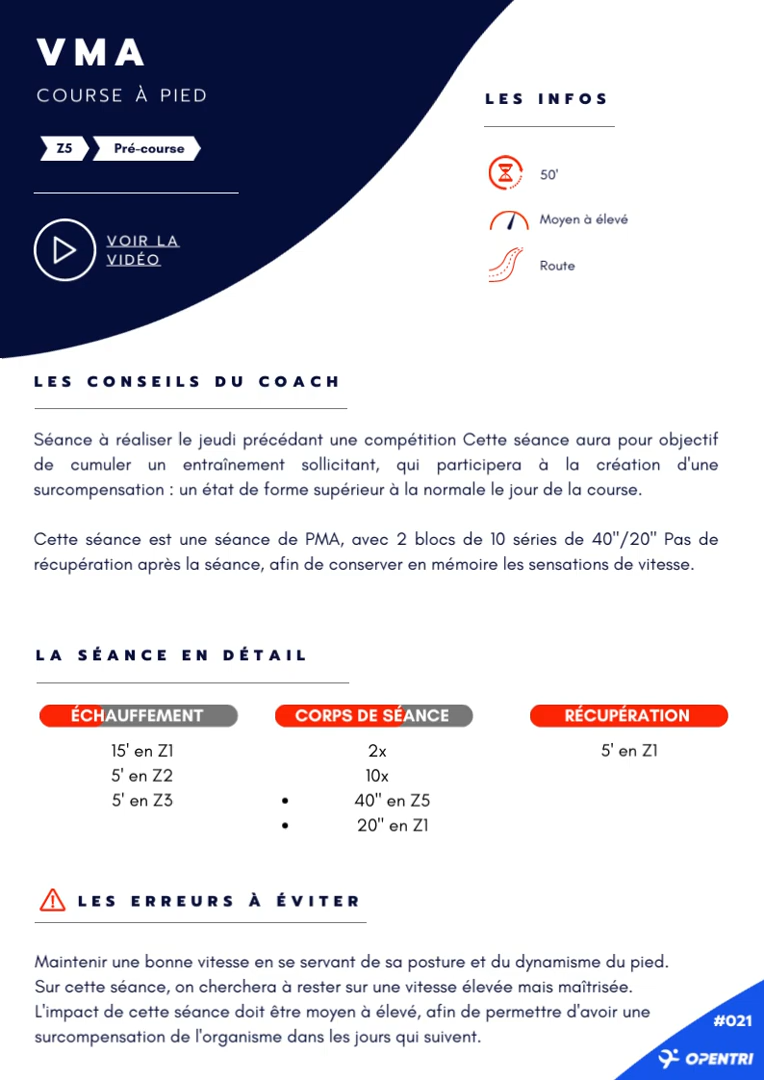 VMA
COURSE À PIED
Z5 Pré-course
VOIR LA
VIDÉO
LES INFOS
50'
Moyen à élevé
Route
LES CONSEILS DU COACH
Séance à réaliser le jeudi précédant une compétition Cette séance aura pour objectif
de cumuler un entraînement sollicitant, qui participera à la création d'une
surcompensation : un état de forme supérieur à la normale le jour de la course.
Cette séance est une séance de PMA, avec 2 blocs de 10 séries de 40"/20" Pas de
récupération après la séance, afin de conserver en mémoire les sensations de vitesse.
LA SÉANCE EN DÉTAIL
ÉCHAUFFEMENT
15' en Z1
5' en Z2
5' en Z3
CORPS DE SÉANCE
2x
10x
• 40" en Z5
• 20" en Z1
RÉCUPÉRATION
5' en Z1
LES ERREURS À ÉVITER
Maintenir une bonne vitesse en se servant de sa posture et du dynamisme du pied.
Sur cette séance, on cherchera à rester sur une vitesse élevée mais maîtrisée.
L'impact de cette séance doit être moyen à élevé, afin de permettre d'avoir une
surcompensation de l'organisme dans les jours qui suivent.
#021
OPENTRI